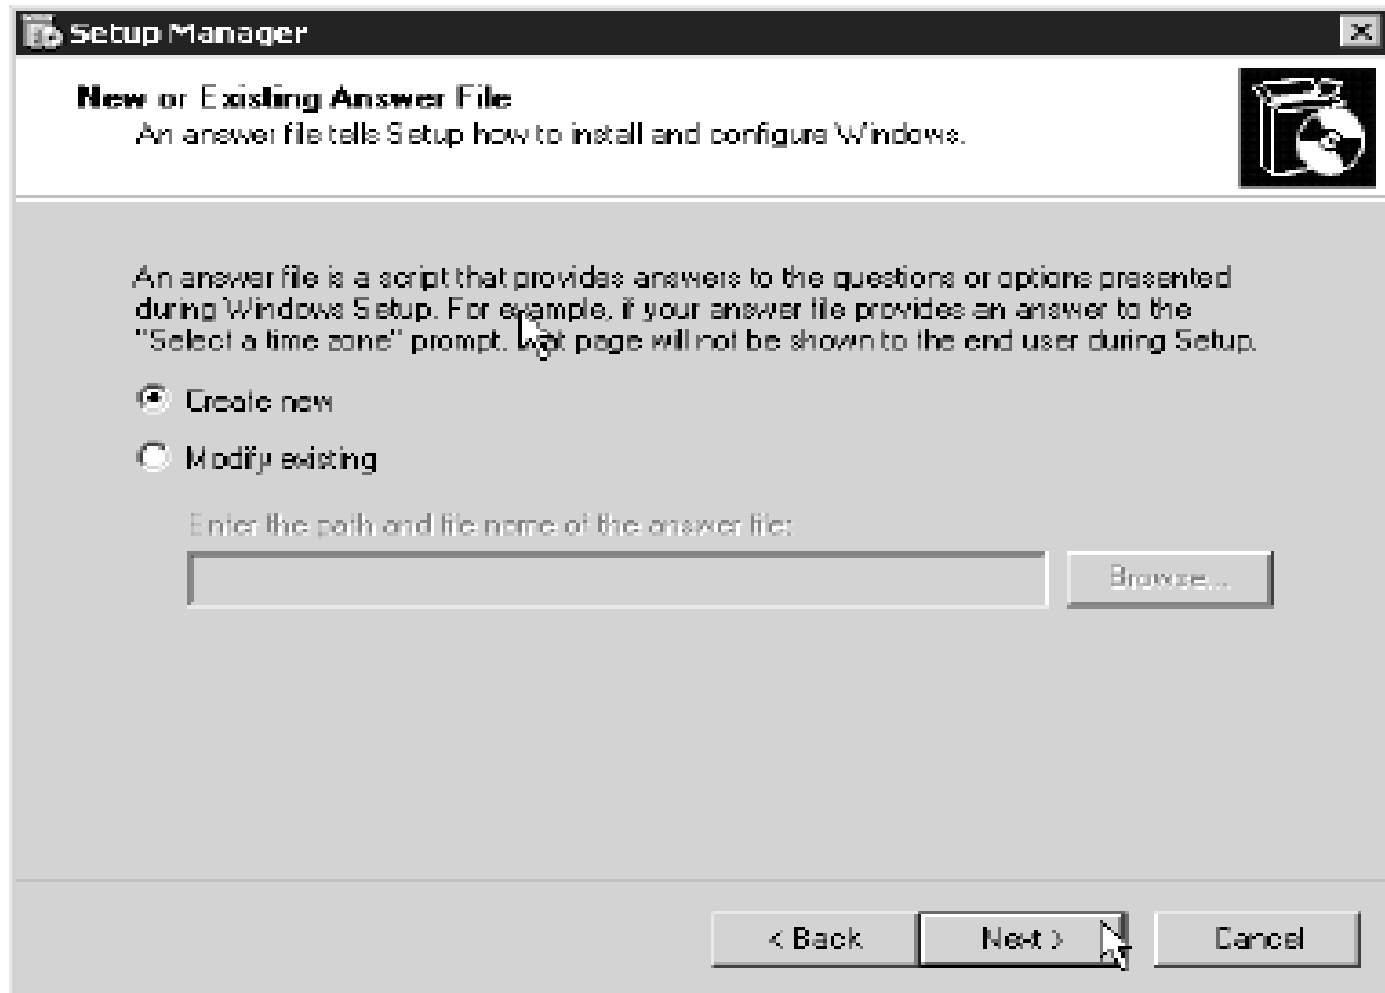 Setup Manager
New or Existing Answer File
An answer file tells Setup how to install and configure Windows.
An answer file is a script that provides answers to the questions or options presented
during Windows Setup. For example, if your answer file provides an answer to the
"Select a time zone" prompt, that page will not be shown to the end user during Setup.
Create new
Modify existing
Enter the path and file name of the answer file:
Browse...
< Back Next > Cancel